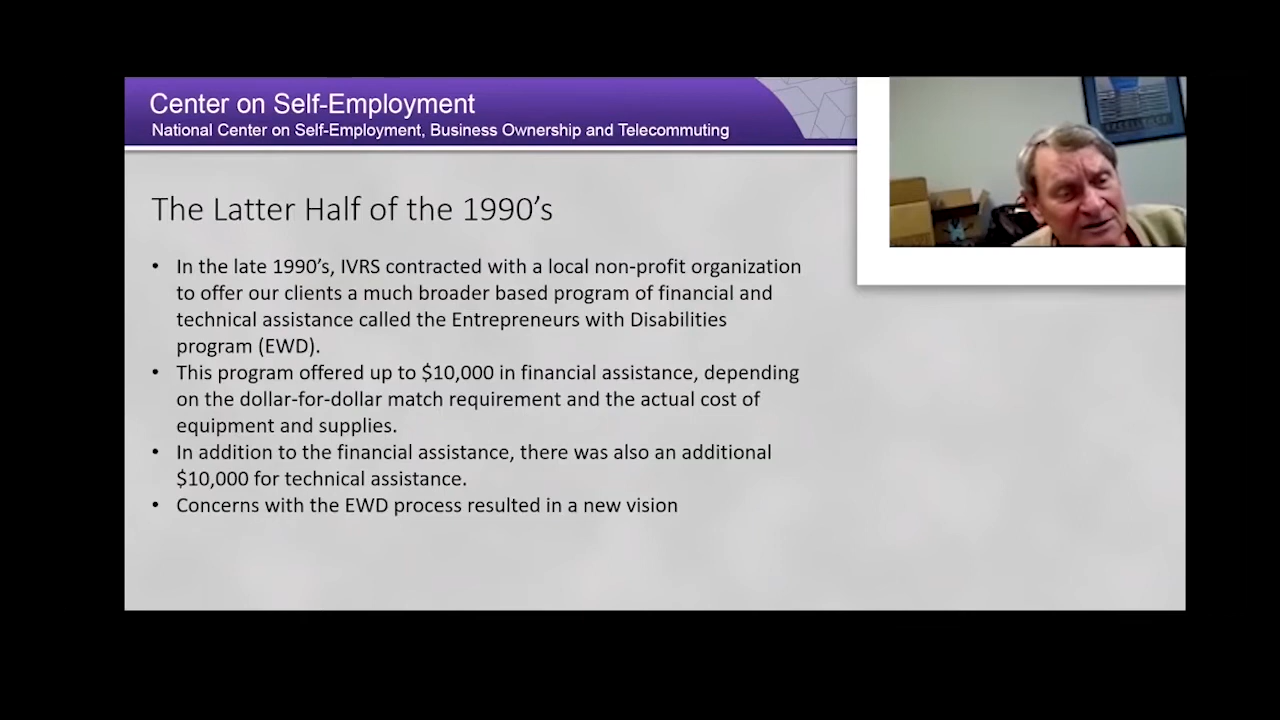 Center on Self-Employment
National Center on Self-Employment, Business Ownership and Telecommuting
The Latter Half of the 1990’s
• In the late 1990’s, IVRS contracted with a local non-profit organization
to offer our clients a much broader based program of financial and
technical assistance called the Entrepreneurs with Disabilities
program (EWD).
• This program offered up to $10,000 in financial assistance, depending
on the dollar-for-dollar match requirement and the actual cost of
equipment and supplies.
• In addition to the financial assistance, there was also an additional
$10,000 for technical assistance.
• Concerns with the EWD process resulted in a new vision